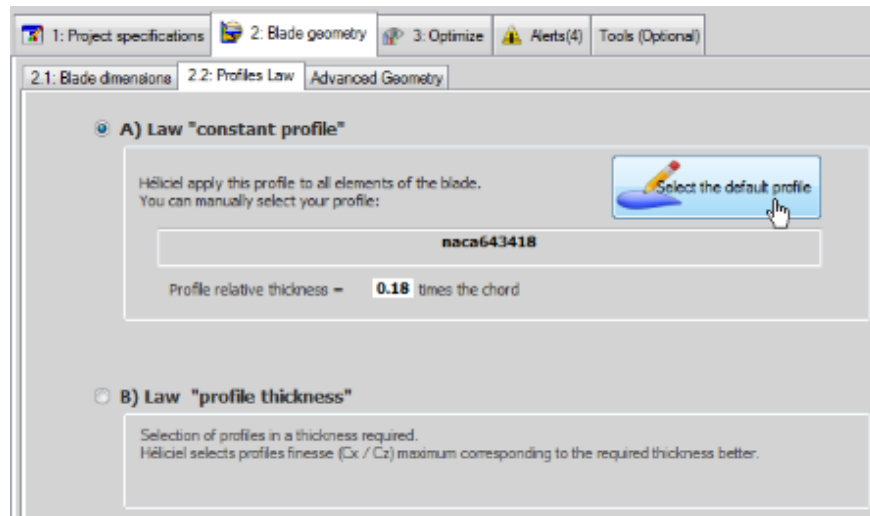 1: Project specifications 2: Blade geometry 3: Optimize Alerts(4) Tools (Optional)
2.1: Blade dimensions 2.2: Profiles Law Advanced Geometry
A) Law "constant profile"
Héliciel apply this profile to all elements of the blade.
You can manually select your profile:
Select the default profile
naca643418
Profile relative thickness = 0.18 times the chord
B) Law "profile thickness"
Selection of profiles in a thickness required.
Héliciel selects profiles finesse (Cx / Cz) maximum corresponding to the required thickness better.